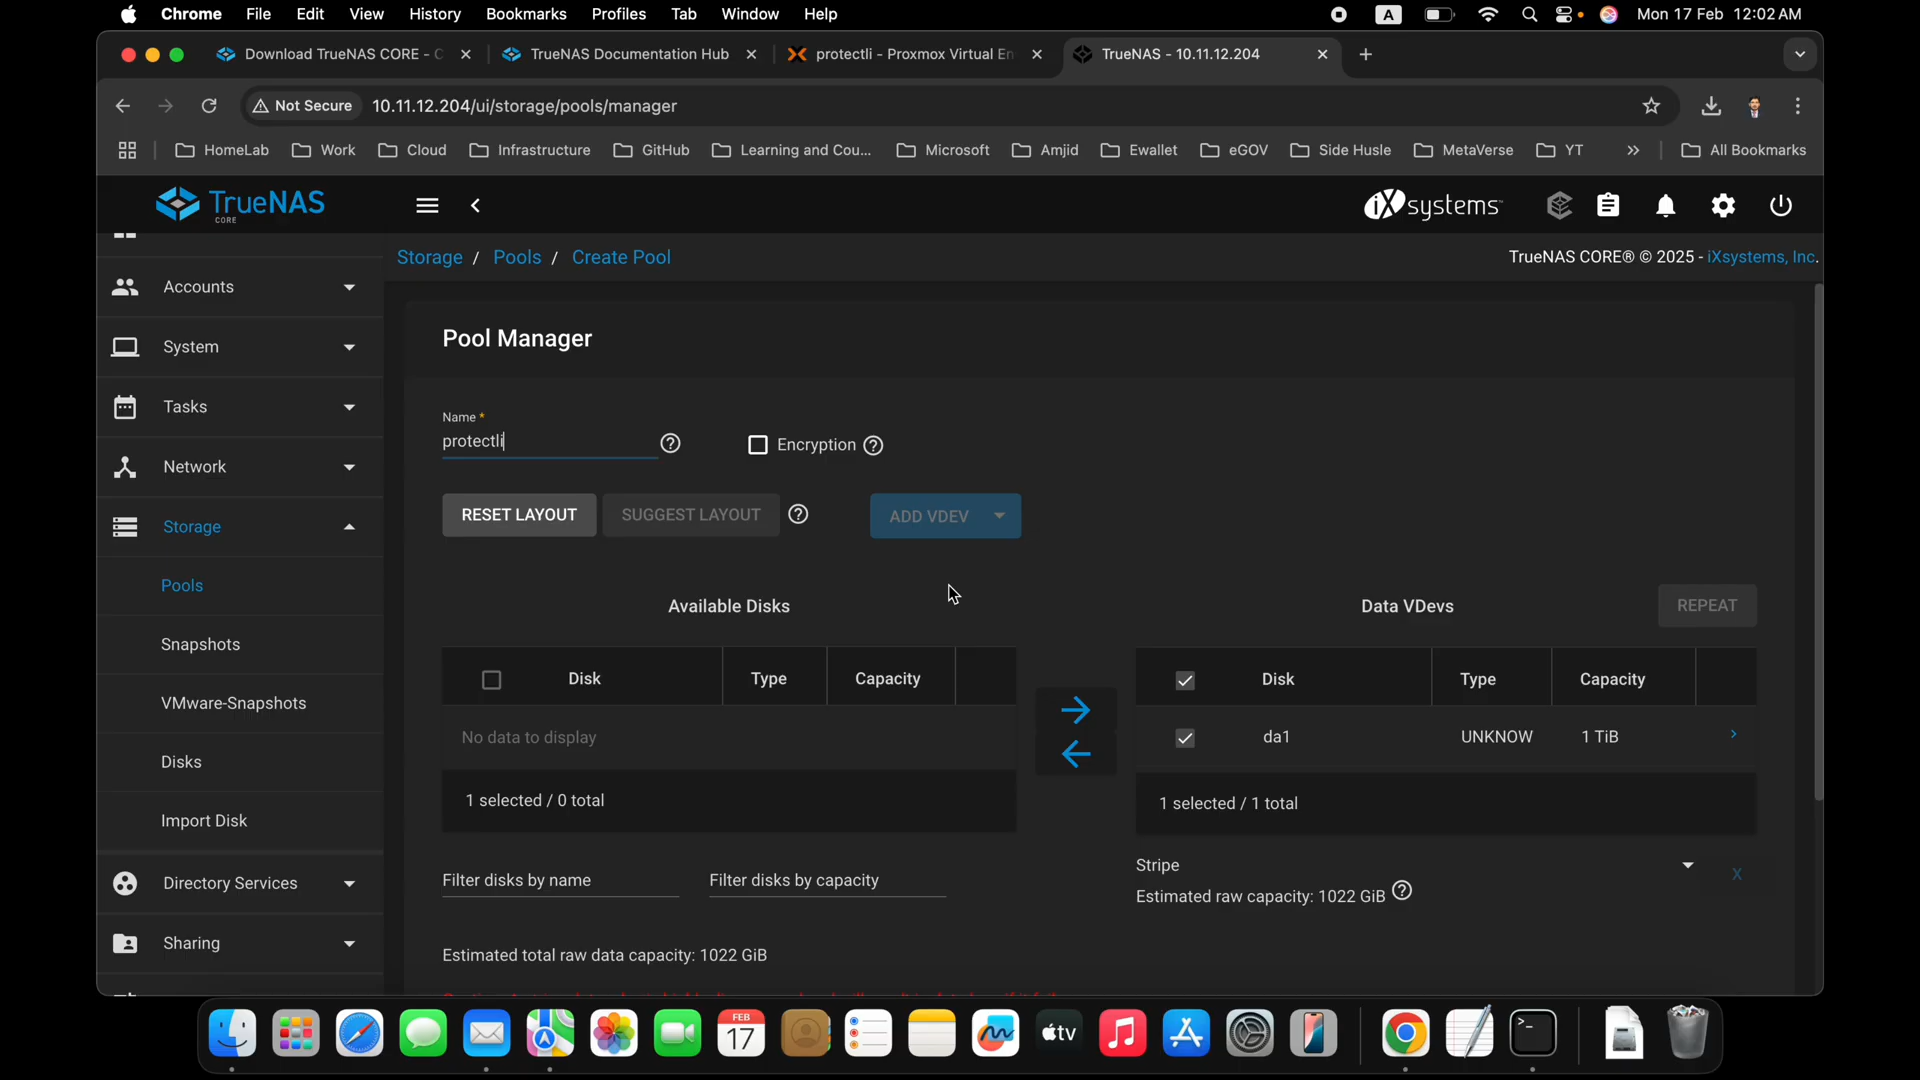 Chrome File Edit View History Bookmarks Profiles Tab Window Help A Mon 17 Feb 12:02 AM
Download TrueNAS CORE - C TrueNAS Documentation Hub protectli - Proxmox Virtual En TrueNAS - 10.11.12.204
Not Secure 10.11.12.204/ui/storage/pools/manager
HomeLab Work Cloud Infrastructure GitHub Learning and Cou... Microsoft Amjid Ewallet eGOV Side Husle MetaVerse YT » All Bookmarks
TrueNAS CORE iXsystems™
Storage / Pools / Create Pool TrueNAS CORE® © 2025 - iXsystems, Inc.
Accounts
System
Tasks
Network
Storage
Pools
Snapshots
VMware-Snapshots
Disks
Import Disk
Directory Services
Sharing
Pool Manager
Name *
protectli
Encryption
RESET LAYOUT SUGGEST LAYOUT ADD VDEV
Available Disks
Disk Type Capacity
No data to display
1 selected / 0 total
Filter disks by name Filter disks by capacity
Data VDevs REPEAT
Disk Type Capacity
da1 UNKNOW 1 TiB
1 selected / 1 total
Stripe X
Estimated raw capacity: 1022 GiB
Estimated total raw data capacity: 1022 GiB
FEB
17
tv